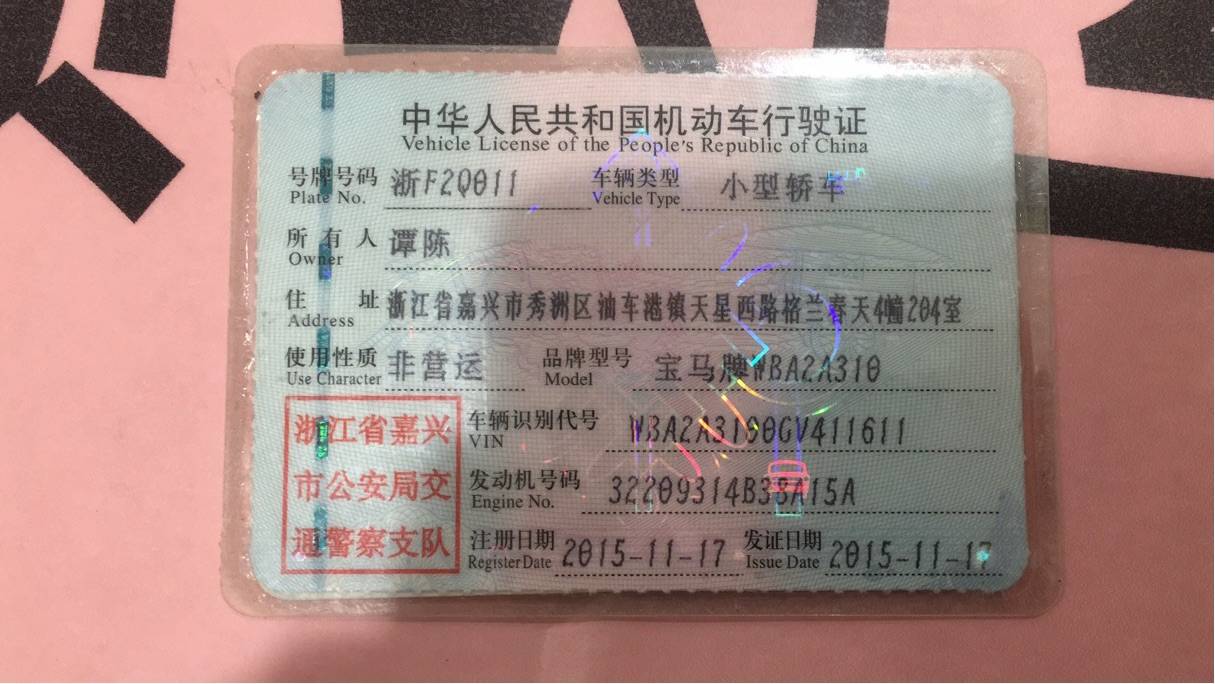 中华人民共和国机动车行驶证
Vehicle License of the People's Republic of China
号牌号码 浙F2Q011 车辆类型 小型轿车
Plate No. Vehicle Type
所有人 谭陈
Owner
住址 浙江省嘉兴市秀洲区油车港镇天星西路格兰春天4幢204室
Address
使用性质 非营运 品牌型号 宝马牌WBA2A310
Use Character Model
浙江省嘉兴
市公安局交
通警察支队
车辆识别代号 WBA2A3100GV411611
VIN
发动机号码 32209314B38A15A
Engine No.
注册日期 2015-11-17 发证日期 2015-11-17
Register Date Issue Date